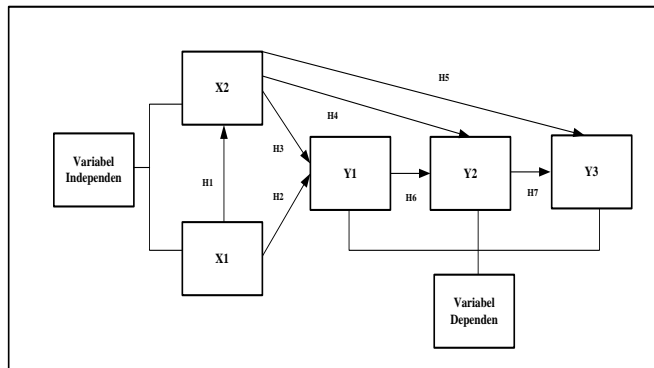 X2
H5
H4
Variabel
Independen
H3
Y1
Y2
Y3
H1
H2
H6
H7
X1
Variabel
Dependen